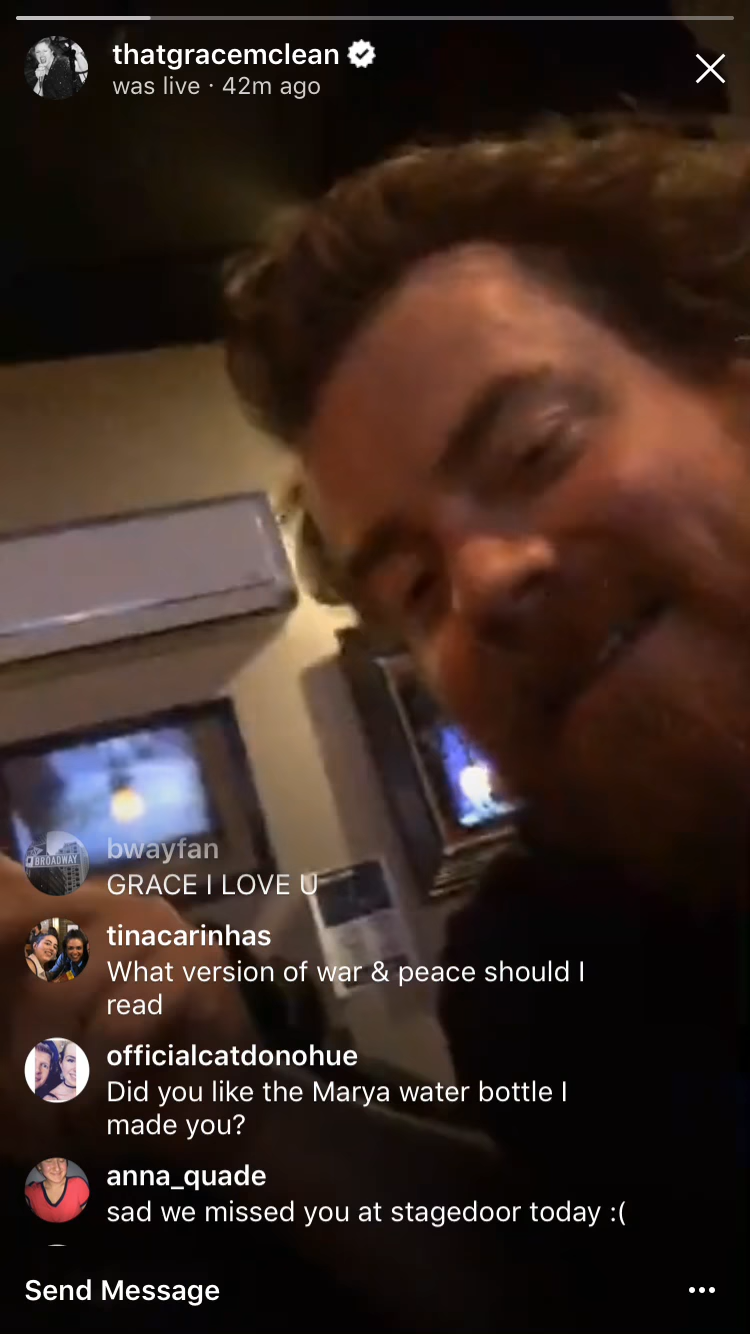 thatgracemclean
was live · 42m ago
BROADWAY
bwayfan
GRACE I LOVE U
tinacarinhas
What version of war & peace should I
read
officialcatdonohue
Did you like the Marya water bottle I
made you?
anna_quade
sad we missed you at stagedoor today :(
Send Message